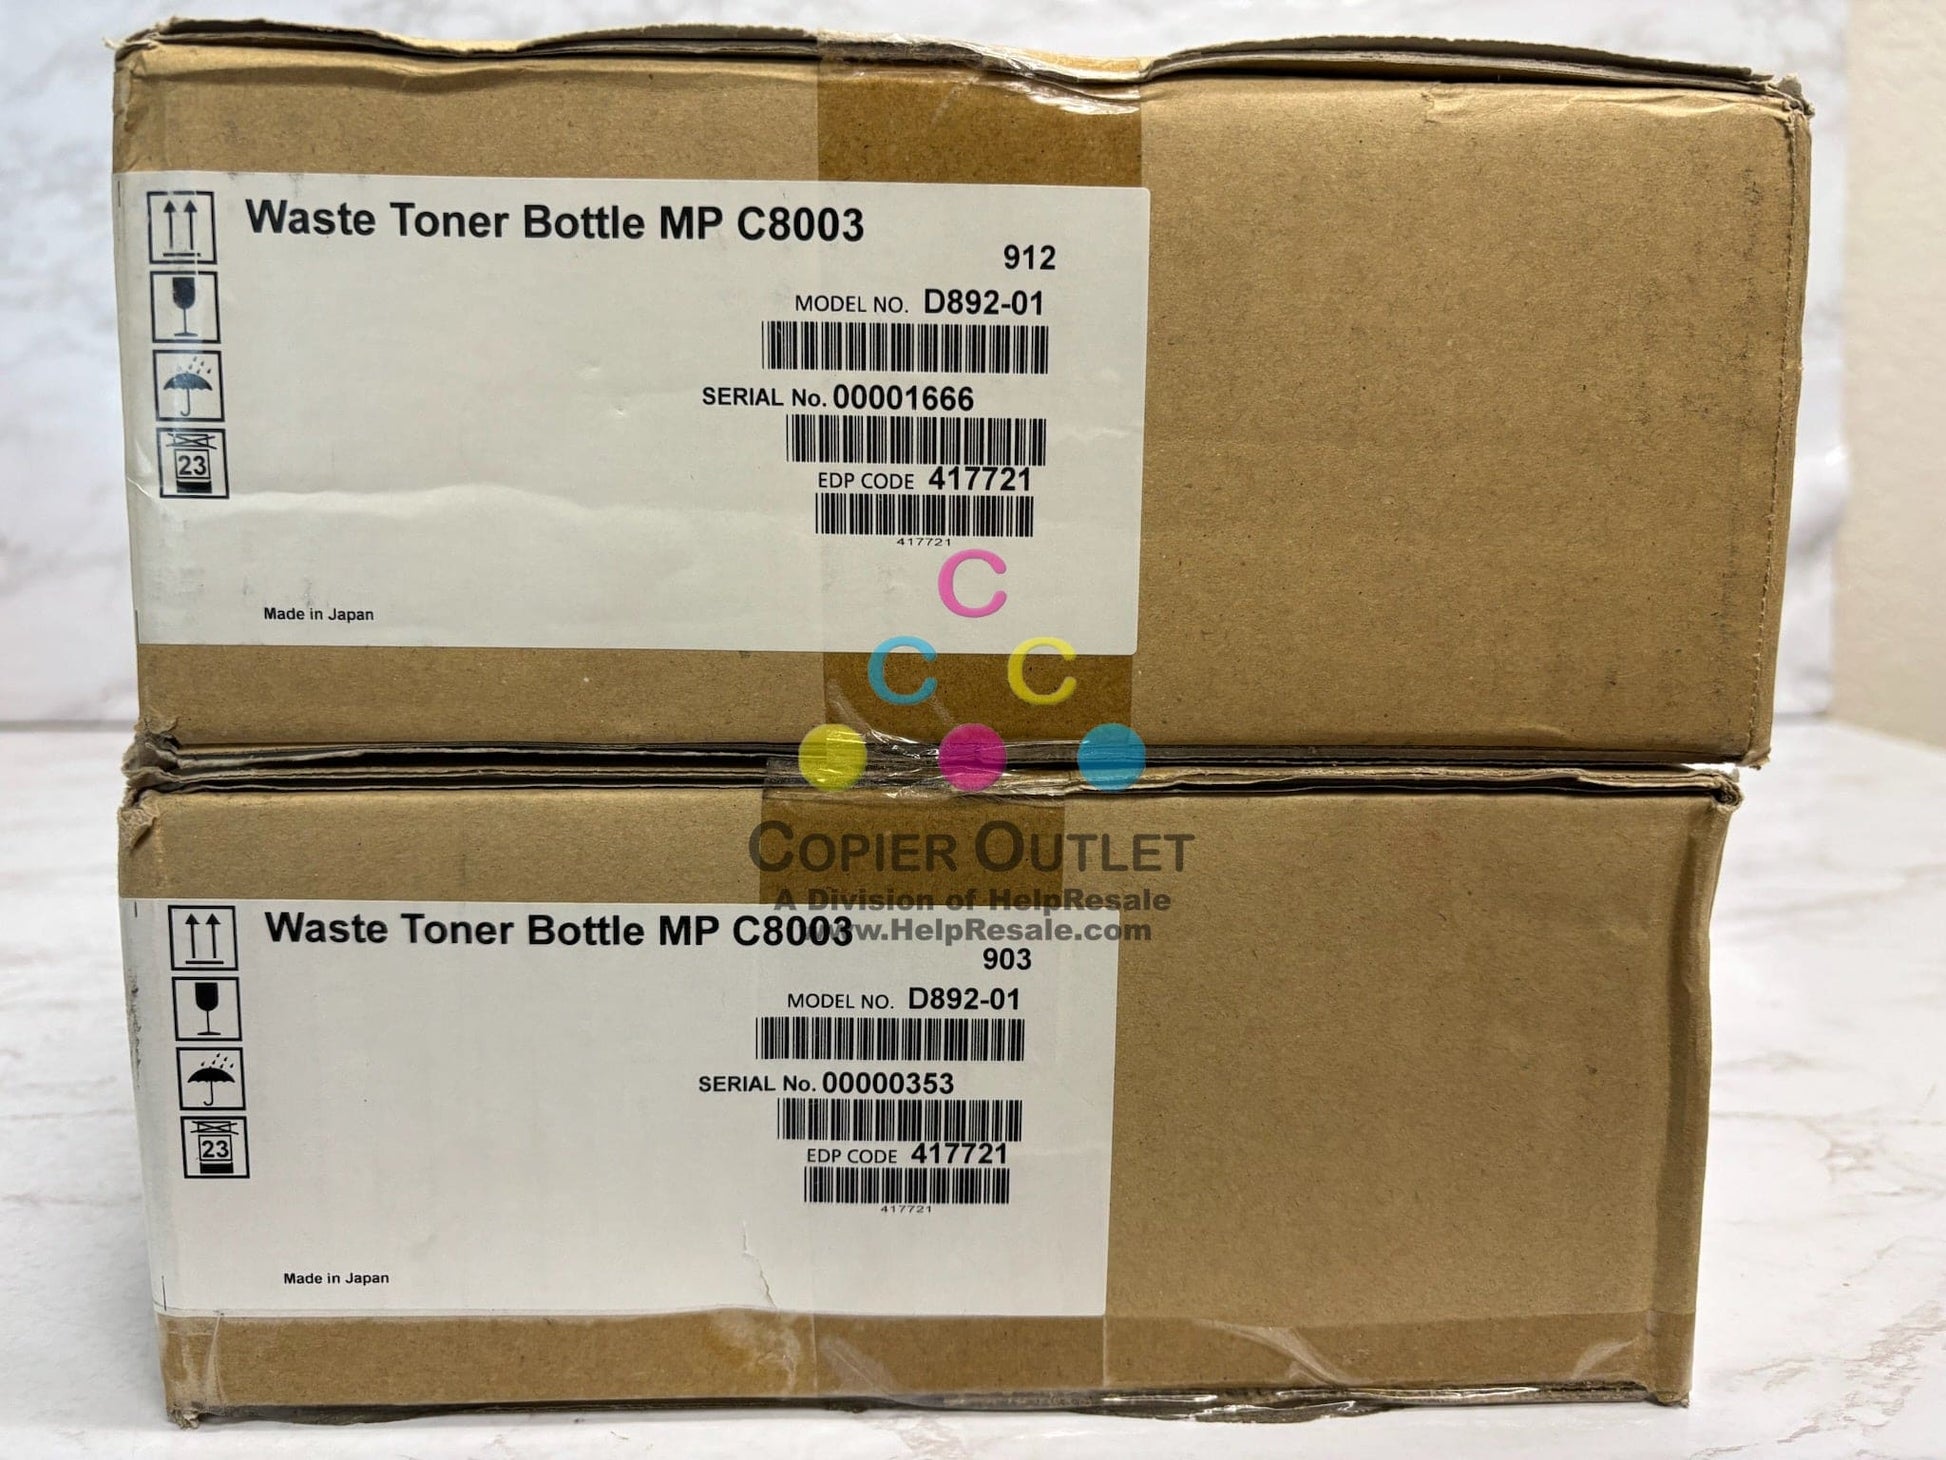 Waste Toner Bottle MP C8003
912
MODEL NO. D892-01
SERIAL No. 00001666
EDP CODE 417721
417721
23
Made in Japan
C
C C
COPIER OUTLET
A Division of HelpResale
www.HelpResale.com
Waste Toner Bottle MP C8003
903
MODEL NO. D892-01
SERIAL No. 00000353
EDP CODE 417721
417721
23
Made in Japan